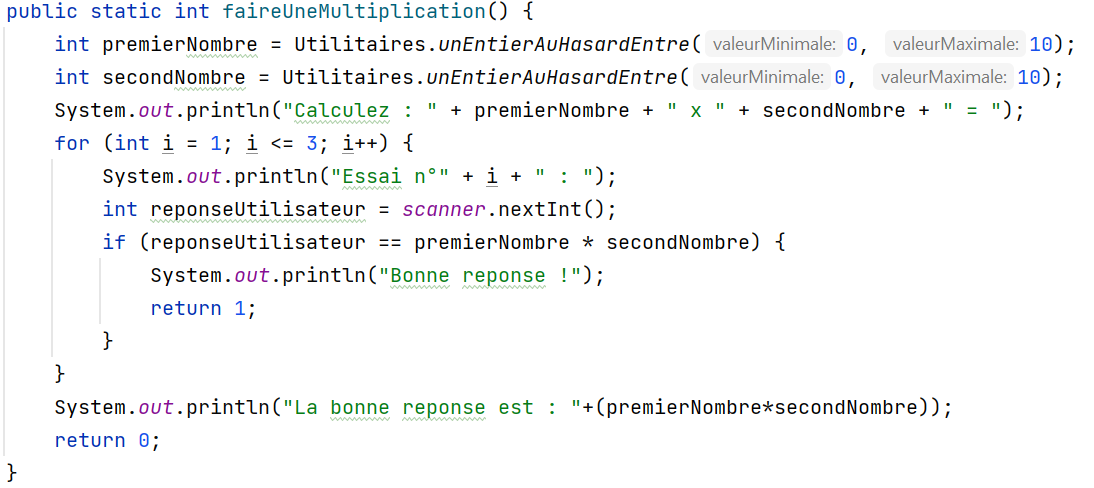 public static int faireUneMultiplication() {
    int premierNombre = Utilitaires.unEntierAuHasardEntre( valeurMinimale: 0, valeurMaximale: 10);
    int secondNombre = Utilitaires.unEntierAuHasardEntre( valeurMinimale: 0, valeurMaximale: 10);
    System.out.println("Calculez : " + premierNombre + " x " + secondNombre + " = ");
    for (int i = 1; i <= 3; i++) {
        System.out.println("Essai n°" + i + " : ");
        int reponseUtilisateur = scanner.nextInt();
        if (reponseUtilisateur == premierNombre * secondNombre) {
            System.out.println("Bonne reponse !");
            return 1;
        }
    }
    System.out.println("La bonne reponse est : "+(premierNombre*secondNombre));
    return 0;
}